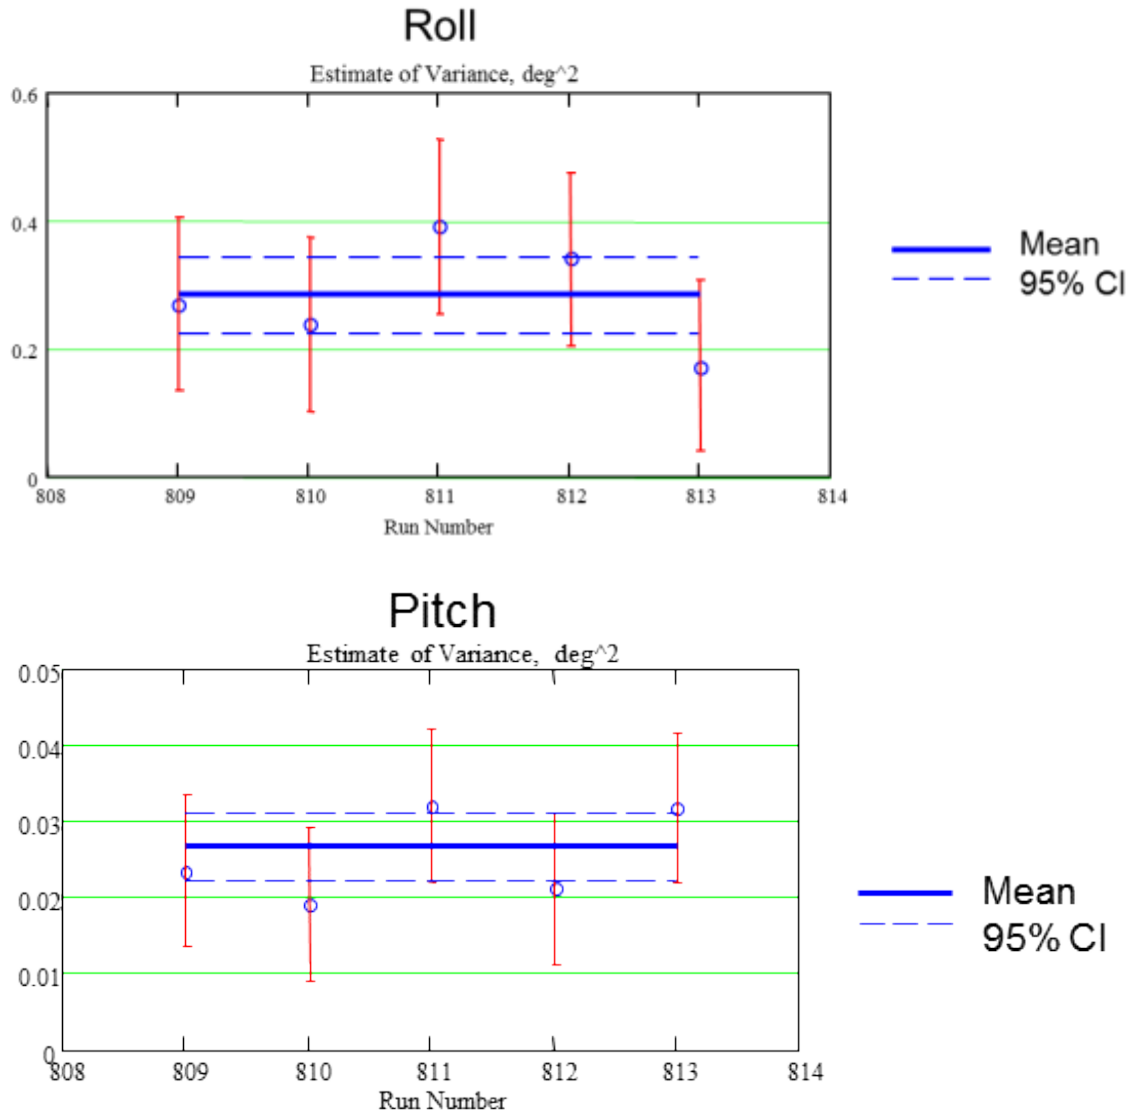 Roll
Estimate of Variance, deg^2
0.6
0.4
0.2
0
808 809 810 811 812 813 814
Run Number
Mean
95% CI
Pitch
Estimate of Variance, deg^2
0.05
0.04
0.03
0.02
0.01
0
808 809 810 811 812 813 814
Run Number
Mean
95% CI